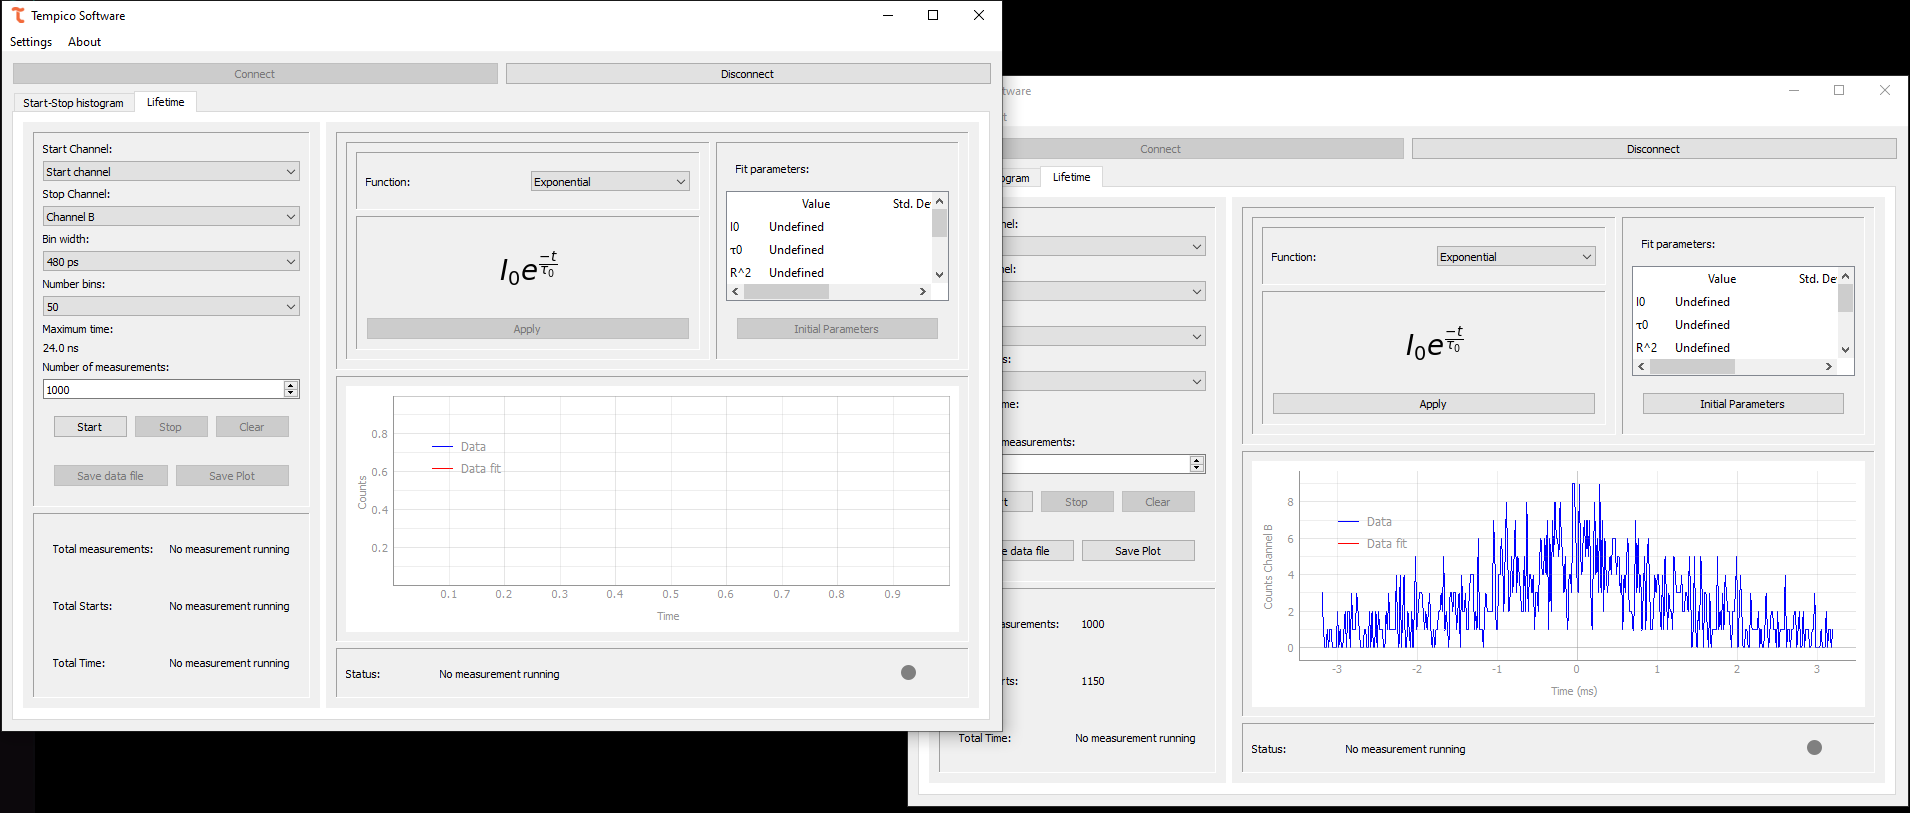 Tempico Software
Settings About
Connect Disconnect
Start-Stop histogram Lifetime
Start Channel:
Start channel
Stop Channel:
Channel B
Bin width:
480 ps
Number bins:
50
Maximum time:
24.0 ns
Number of measurements:
1000
Start Stop Clear
Save data file Save Plot
Total measurements: No measurement running
Total Starts: No measurement running
Total Time: No measurement running
Function: Exponential
I₀e^(-t/τ₀)
Apply
Fit parameters:
Value Std. De
I0 Undefined
τ0 Undefined
R^2 Undefined
Initial Parameters
Counts
0.8
0.6
0.4
0.2
Data
Data fit
0.1 0.2 0.3 0.4 0.5 0.6 0.7 0.8 0.9
Time
Status: No measurement running
tware
t
Connect Disconnect
ogram Lifetime
nel:
nel:
s:
me:
measurements:
t Stop Clear
e data file Save Plot
asurements: 1000
rts: 1150
Total Time: No measurement running
Function: Exponential
I₀e^(-t/τ₀)
Apply
Fit parameters:
Value Std. De
I0 Undefined
τ0 Undefined
R^2 Undefined
Initial Parameters
Counts Channel B
8
6
4
2
0
Data
Data fit
-3 -2 -1 0 1 2 3
Time (ms)
Status: No measurement running